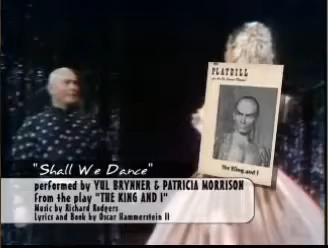 PLAYBILL
The King and I
"Shall We Dance"
performed by YUL BRYNNER & PATRICIA MORRISON
From the play "THE KING AND I"
Music by Richard Rodgers
Lyrics and Book by Oscar Hammerstein II